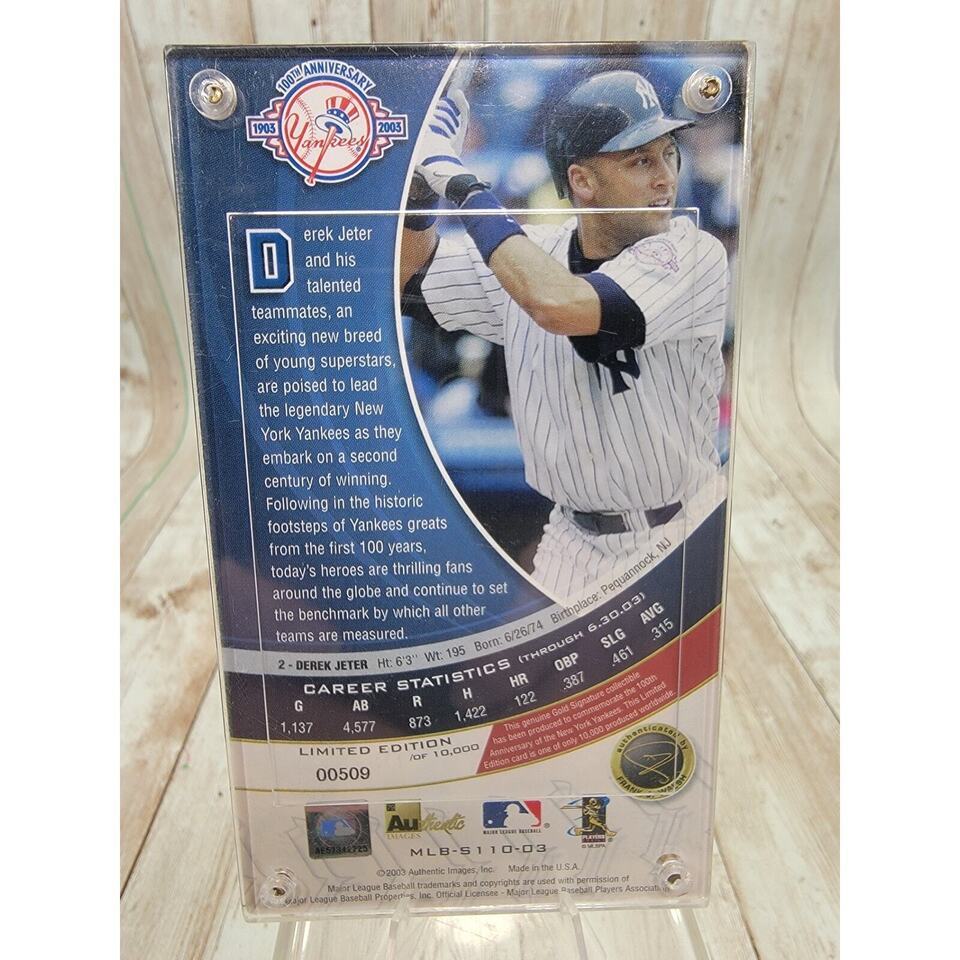 100TH ANNIVERSARY
1903 Yankees 2003
NY
Derek Jeter
and his
talented
teammates, an
exciting new breed
of young superstars,
are poised to lead
the legendary New
York Yankees as they
embark on a second
century of winning.
Following in the historic
footsteps of Yankees greats
from the first 100 years,
today's heroes are thrilling fans
around the globe and continue to set
the benchmark by which all other
teams are measured.
2 - DEREK JETER Ht: 6'3" Wt: 195 Born: 6/26/74 Birthplace: Pequannock, NJ
CAREER STATISTICS (THROUGH 6.30.03)
G AB R H HR OBP SLG AVG
1,137 4,577 873 1,422 122 .387 .461 .315
This genuine Gold Signature collectible
has been produced to commemorate the 100th
Anniversary of the New York Yankees. This Limited
Edition card is one of only 10,000 produced worldwide.
LIMITED EDITION
/OF 10,000
00509
authenticated by
FRANK J. WALSH
Authentic
IMAGES
MAJOR LEAGUE BASEBALL
PLAYERS
© MLBPA
MLB-S110-03
©2003 Authentic Images, Inc. Made in the U.S.A.
Major League Baseball trademarks and copyrights are used with permission of
Major League Baseball Properties, Inc. Official Licensee - Major League Baseball Players Association